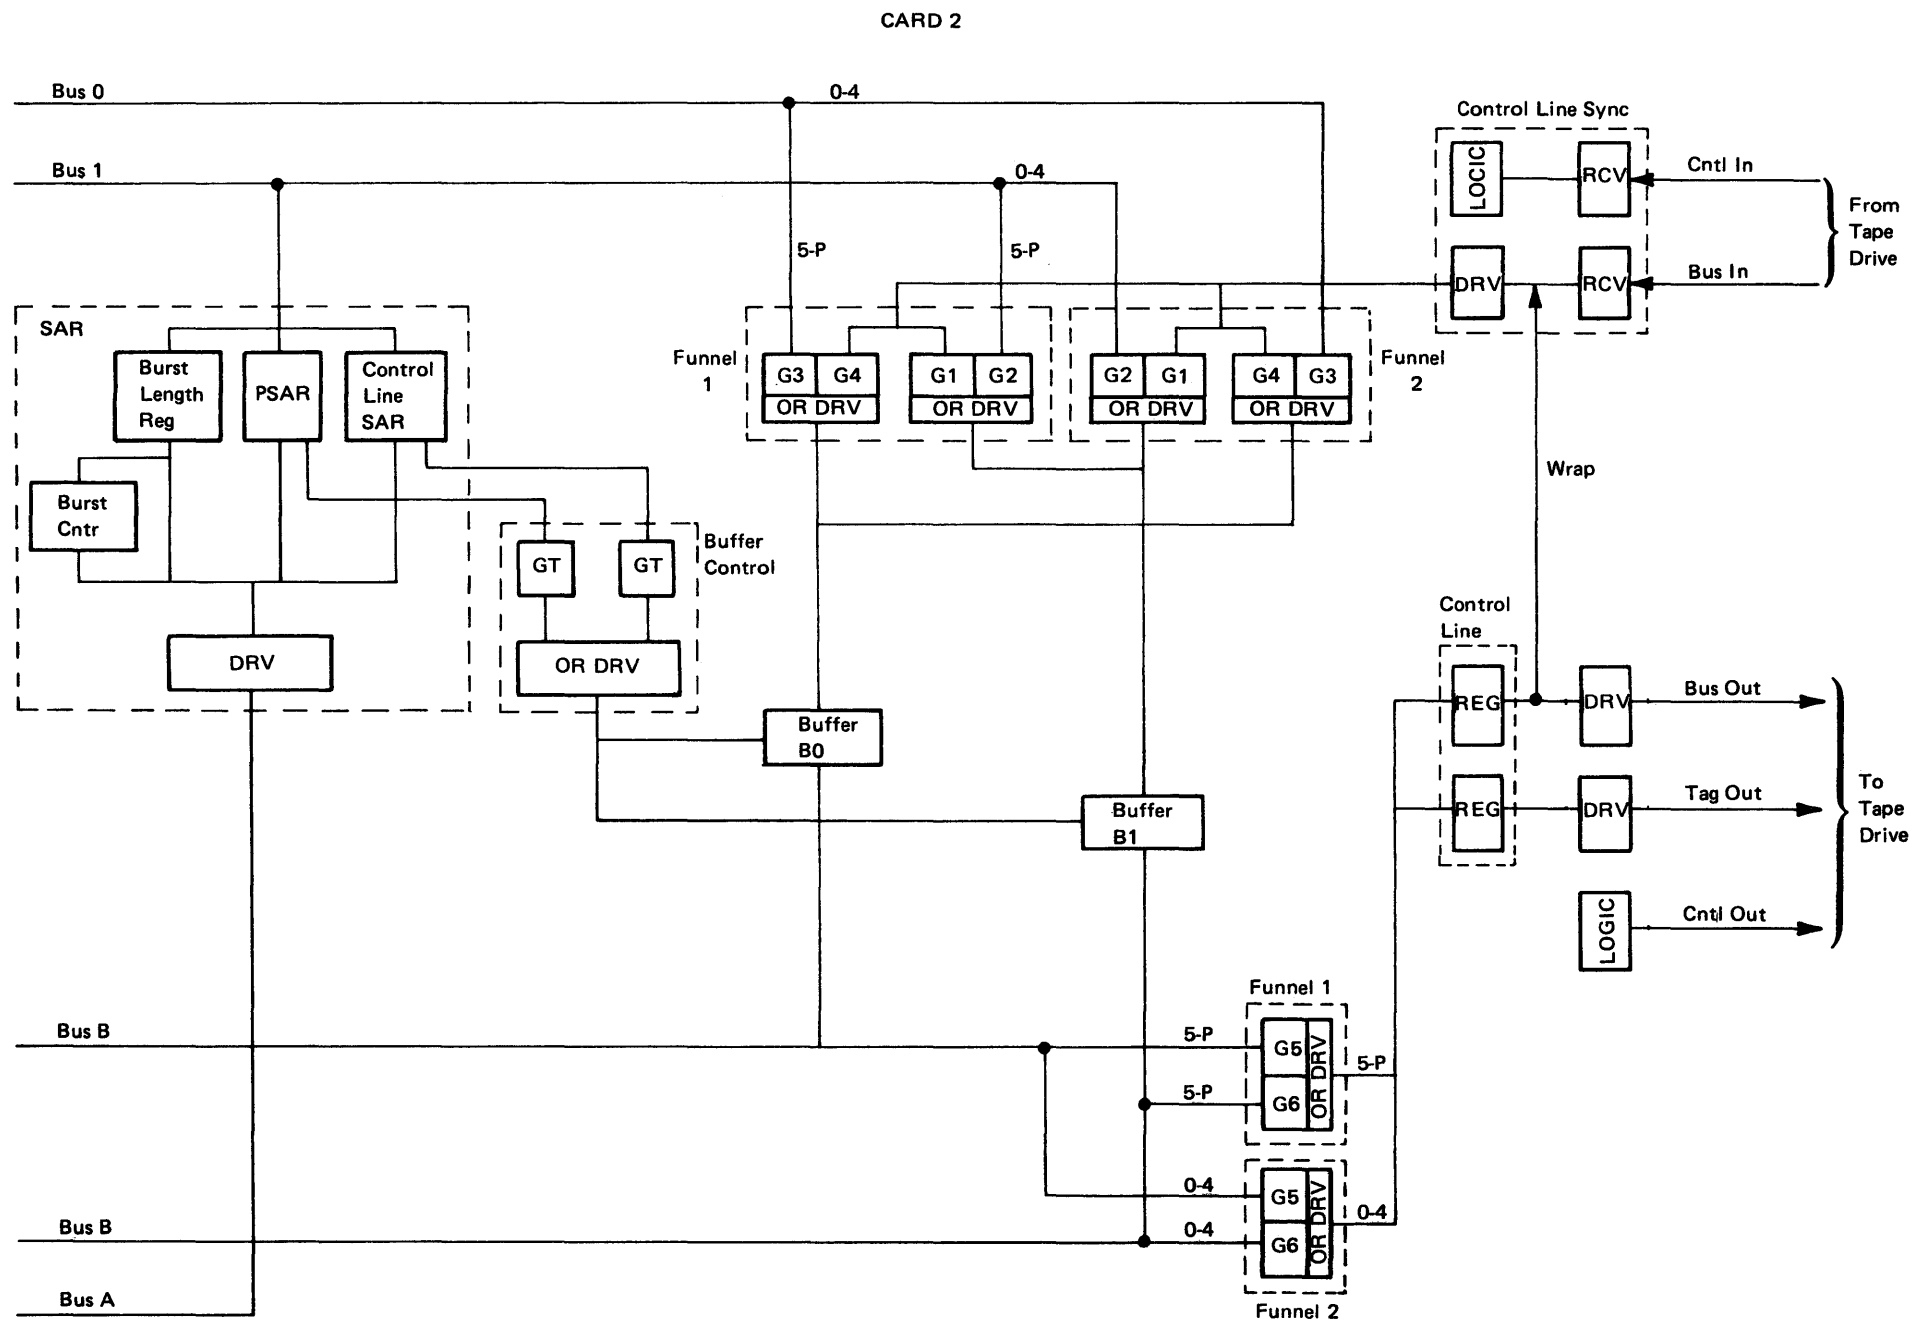 CARD 2
Bus 0
0-4
Control Line Sync
Bus 1
0-4
LOCIC
RCV
Cntl In
From
Tape
Drive
5-P
5-P
DRV
RCV
Bus In
SAR
Burst
Length
Reg
PSAR
Control
Line
SAR
Funnel
1
G3
G4
OR DRV
G1
G2
OR DRV
G2
G1
OR DRV
G4
G3
OR DRV
Funnel
2
Wrap
Burst
Cntr
GT
GT
Buffer
Control
DRV
OR DRV
Control
Line
REG
DRV
Bus Out
Buffer
B0
REG
DRV
Tag Out
To
Tape
Drive
Buffer
B1
LOGIC
Cntl Out
Funnel 1
Bus B
5-P
G5
OR DRV
5-P
5-P
G6
0-4
G5
OR DRV
0-4
Bus B
0-4
G6
Bus A
Funnel 2